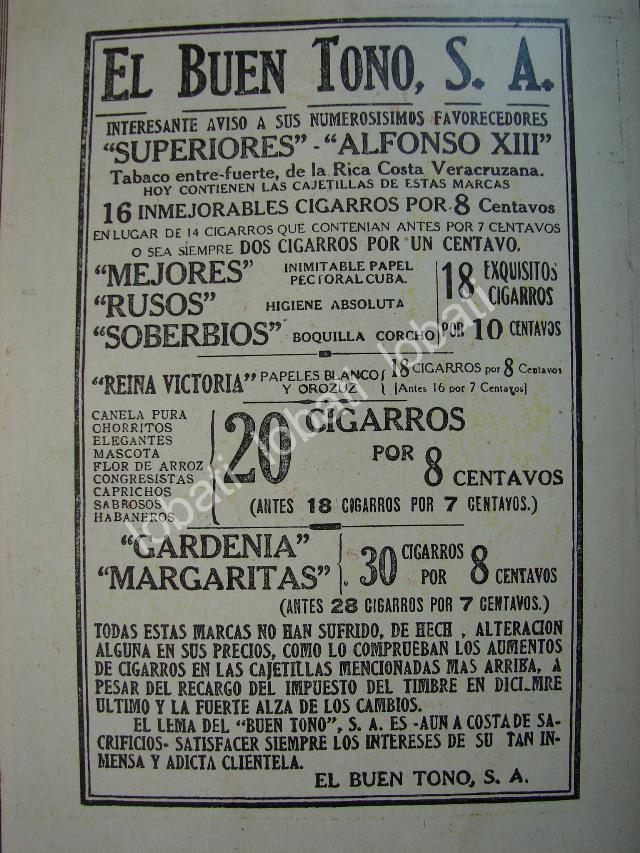 EL BUEN TONO, S. A.
INTERESANTE AVISO A SUS NUMEROSISIMOS FAVORECEDORES
“SUPERIORES” - “ALFONSO XIII”
Tabaco entre-fuerte, de la Rica Costa Veracruzana.
HOY CONTIENEN LAS CAJETILLAS DE ESTAS MARCAS
16 INMEJORABLES CIGARROS POR 8 Centavos
EN LUGAR DE 14 CIGARROS QUE CONTENIAN ANTES POR 7 CENTAVOS
O SEA SIEMPRE DOS CIGARROS POR UN CENTAVO.
“MEJORES” INIMITABLE PAPEL PECTORAL CUBA.
“RUSOS” HIGIENE ABSOLUTA
“SOBERBIOS” BOQUILLA CORCHO
18 EXQUISITOS
CIGARROS
POR 10 CENTAVOS
“REINA VICTORIA” PAPELES BLANCO
Y OROZUZ
18 CIGARROS por 8 Centavos
(Antes 16 por 7 Centavos)
CANELA PURA
CHORRITOS
ELEGANTES
MASCOTA
FLOR DE ARROZ
CONGRESISTAS
CAPRICHOS
SABROSOS
HABANEROS
20 CIGARROS
POR 8 CENTAVOS
(ANTES 18 CIGARROS POR 7 CENTAVOS.)
“GARDENIA”
“MARGARITAS”
30 CIGARROS
POR 8 CENTAVOS
(ANTES 28 CIGARROS POR 7 CENTAVOS.)
TODAS ESTAS MARCAS NO HAN SUFRIDO, DE HECH , ALTERACION
ALGUNA EN SUS PRECIOS, COMO LO COMPRUEBAN LOS AUMENTOS
DE CIGARROS EN LAS CAJETILLAS MENCIONADAS MAS ARRIBA, A
PESAR DEL RECARGO DEL IMPUESTO DEL TIMBRE EN DICI_MRE
ULTIMO Y LA FUERTE ALZA DE LOS CAMBIOS.
EL LEMA DEL “BUEN TONO”, S. A. ES -AUN A COSTA DE SA-
CRIFICIOS- SATISFACER SIEMPRE LOS INTERESES DE SU TAN IN-
MENSA Y ADICTA CLIENTELA.
EL BUEN TONO, S. A.
lobati lobati lobati